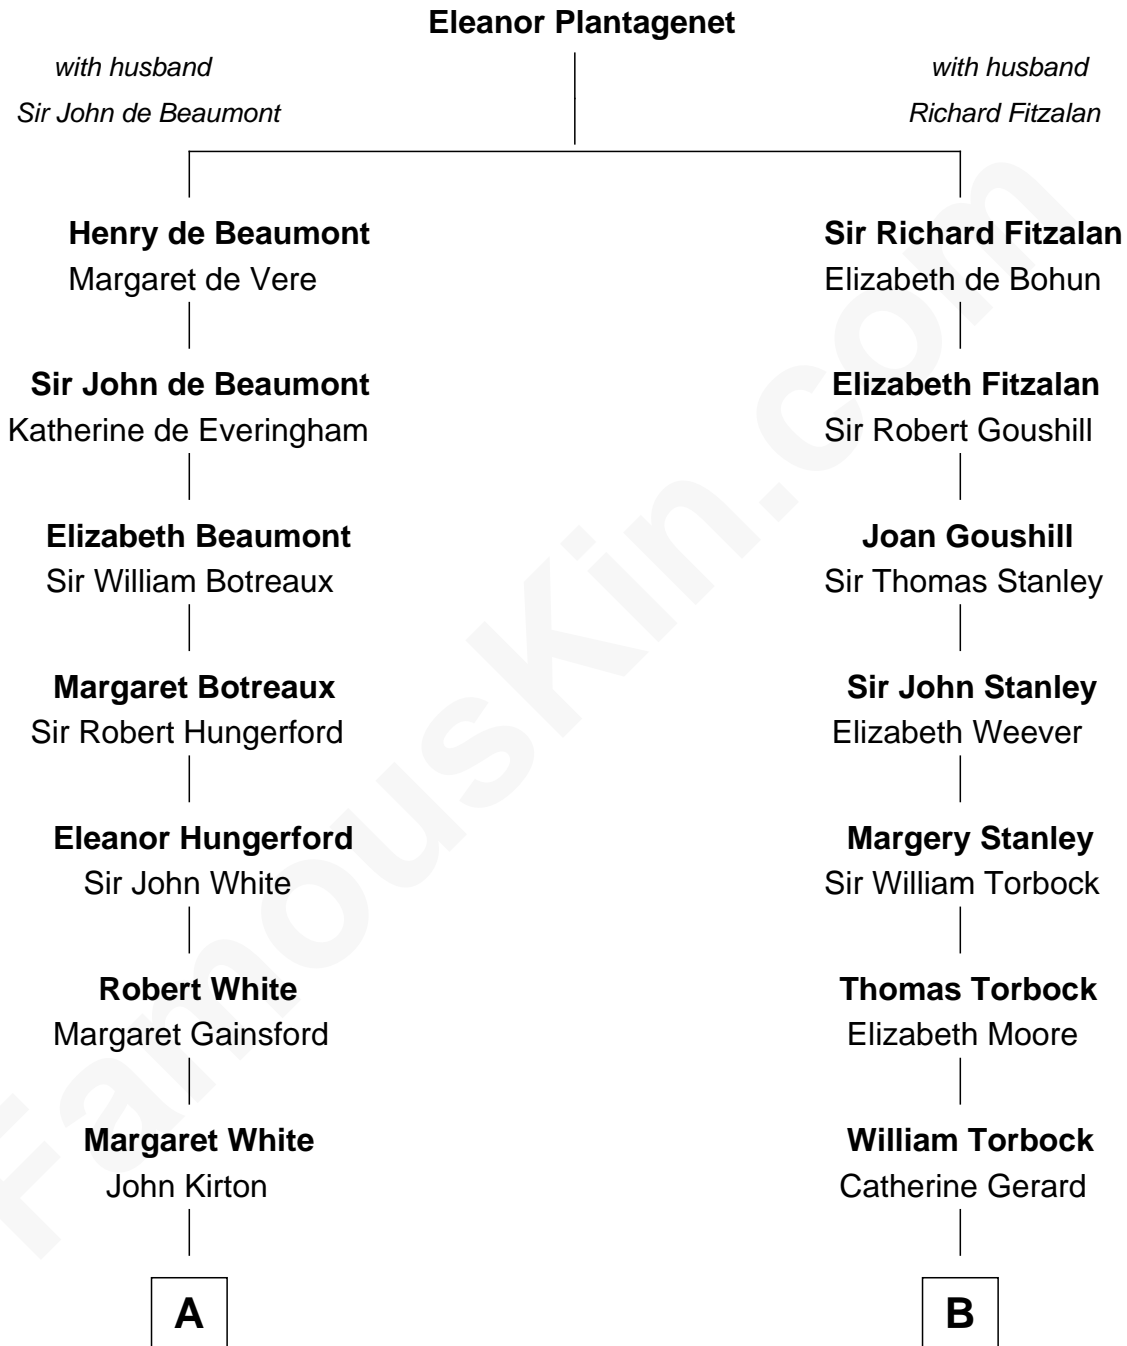 Eleanor Plantagenet
with husband
Sir John de Beaumont
with husband
Richard Fitzalan
Henry de Beaumont
Margaret de Vere
Sir John de Beaumont
Katherine de Everingham
Elizabeth Beaumont
Sir William Botreaux
Margaret Botreaux
Sir Robert Hungerford
Eleanor Hungerford
Sir John White
Robert White
Margaret Gainsford
Margaret White
John Kirton
A
Sir Richard Fitzalan
Elizabeth de Bohun
Elizabeth Fitzalan
Sir Robert Goushill
Joan Goushill
Sir Thomas Stanley
Sir John Stanley
Elizabeth Weever
Margery Stanley
Sir William Torbock
Thomas Torbock
Elizabeth Moore
William Torbock
Catherine Gerard
B
FamousKin.com